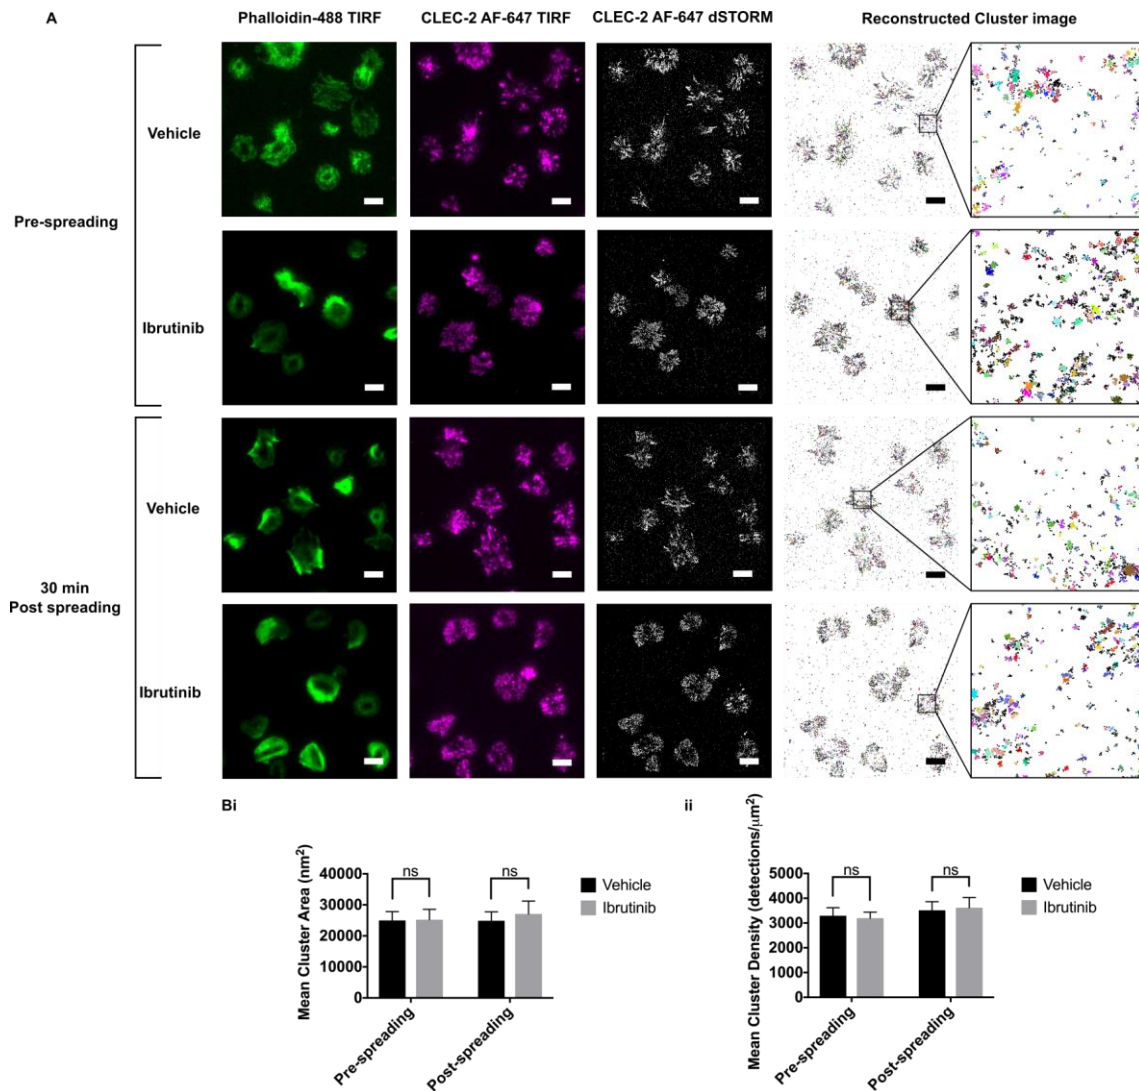 A
Phalloidin-488 TIRF
CLEC-2 AF-647 TIRF
CLEC-2 AF-647 dSTORM
Reconstructed Cluster image
Pre-spreading
Vehicle
Ibrutinib
30 min
Post spreading
Vehicle
Ibrutinib
Bi
Mean Cluster Area (nm²)
40000
30000
20000
10000
0
ns
ns
Vehicle
Ibrutinib
Pre-spreading
Post-spreading
ii
Mean Cluster Density (detections/μm²)
5000
4000
3000
2000
1000
0
ns
ns
Vehicle
Ibrutinib
Pre-spreading
Post-spreading